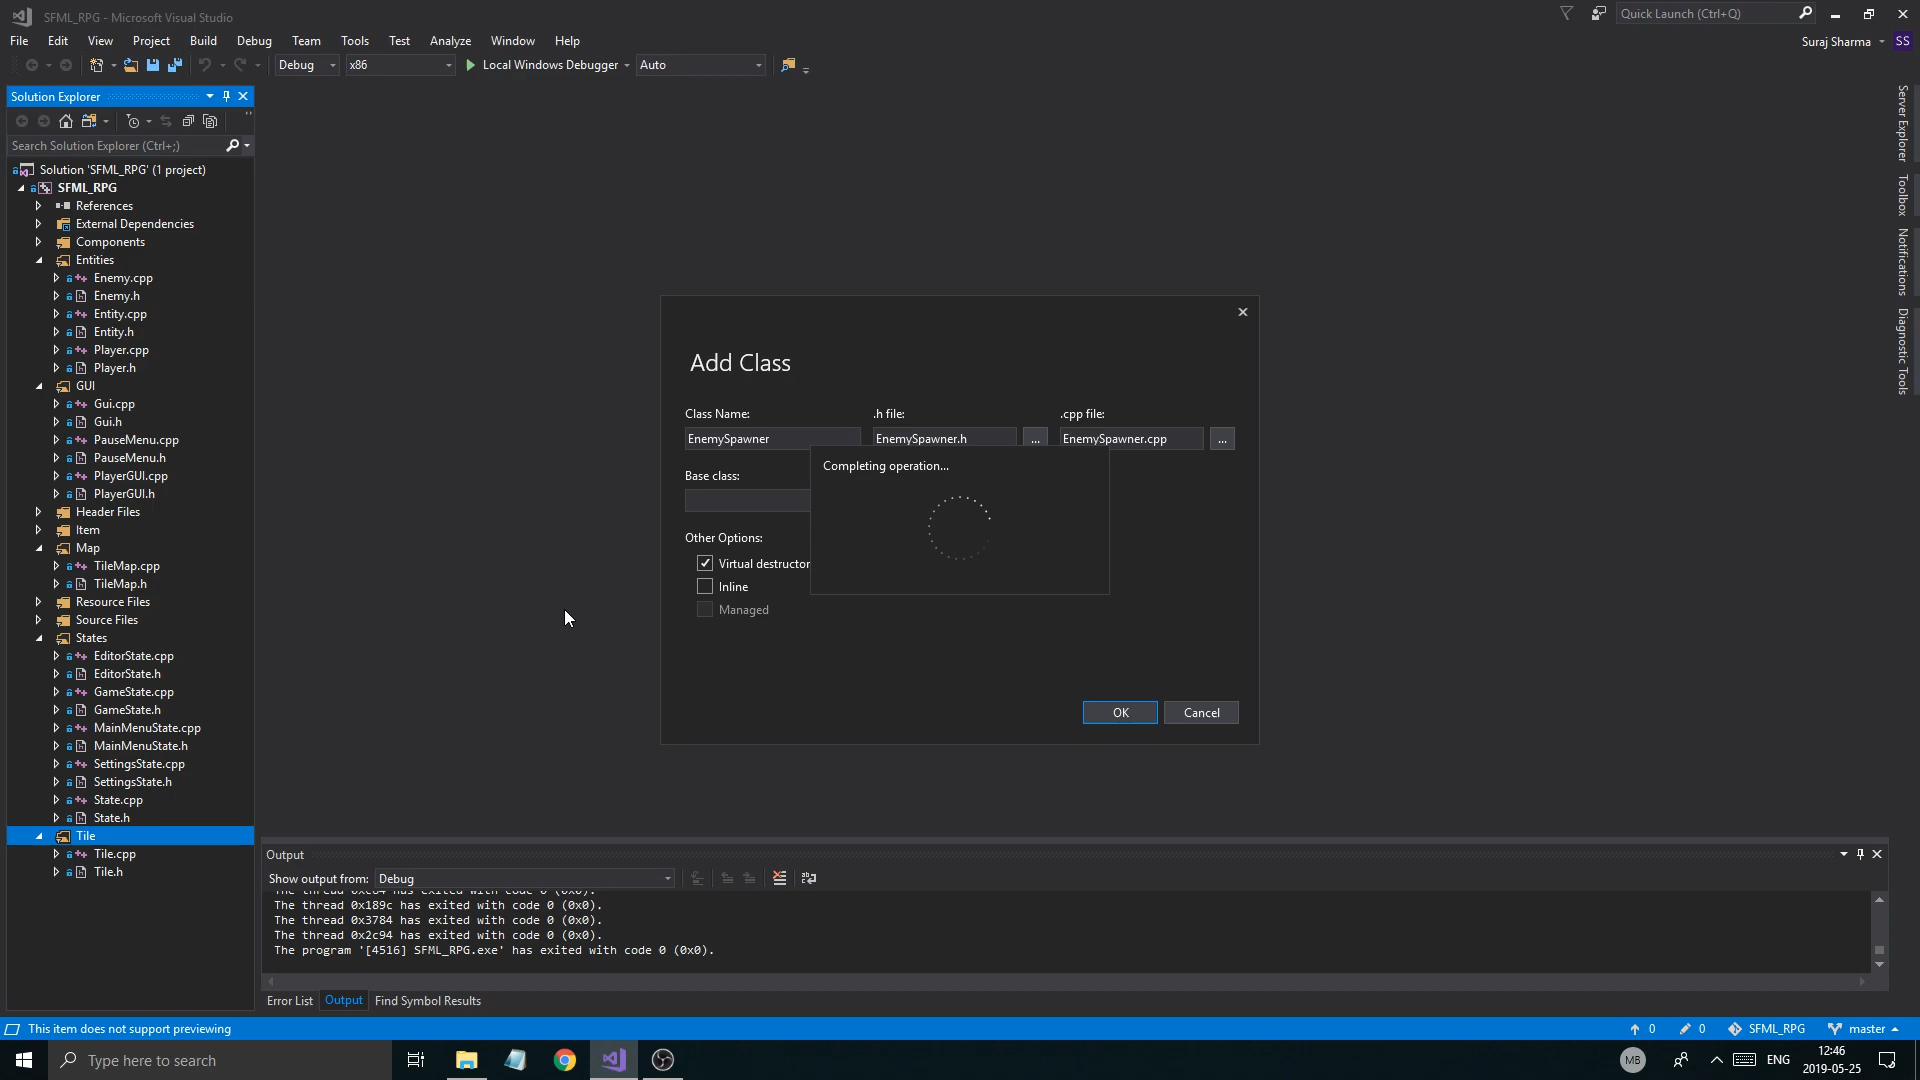 SFML_RPG - Microsoft Visual Studio
Quick Launch (Ctrl+Q)
File Edit View Project Build Debug Team Tools Test Analyze Window Help
Suraj Sharma SS
Debug x86 Local Windows Debugger Auto
Solution Explorer
Search Solution Explorer (Ctrl+;)
Solution 'SFML_RPG' (1 project)
SFML_RPG
References
External Dependencies
Components
Entities
Enemy.cpp
Enemy.h
Entity.cpp
Entity.h
Player.cpp
Player.h
GUI
Gui.cpp
Gui.h
PauseMenu.cpp
PauseMenu.h
PlayerGUI.cpp
PlayerGUI.h
Header Files
Item
Map
TileMap.cpp
TileMap.h
Resource Files
Source Files
States
EditorState.cpp
EditorState.h
GameState.cpp
GameState.h
MainMenuState.cpp
MainMenuState.h
SettingsState.cpp
SettingsState.h
State.cpp
State.h
Tile
Tile.cpp
Tile.h
Add Class
Class Name: .h file: .cpp file:
EnemySpawner EnemySpawner.h ... EnemySpawner.cpp ...
Base class:
Completing operation...
Other Options:
Virtual destructor
Inline
Managed
OK Cancel
Server Explorer
Toolbox
Notifications
Diagnostic Tools
Output
Show output from: Debug
The thread 0xc84 has exited with code 0 (0x0).
The thread 0x189c has exited with code 0 (0x0).
The thread 0x3784 has exited with code 0 (0x0).
The thread 0x2c94 has exited with code 0 (0x0).
The program '[4516] SFML_RPG.exe' has exited with code 0 (0x0).
Error List Output Find Symbol Results
This item does not support previewing
0 0 SFML_RPG master
Type here to search
MB ENG
12:46
2019-05-25